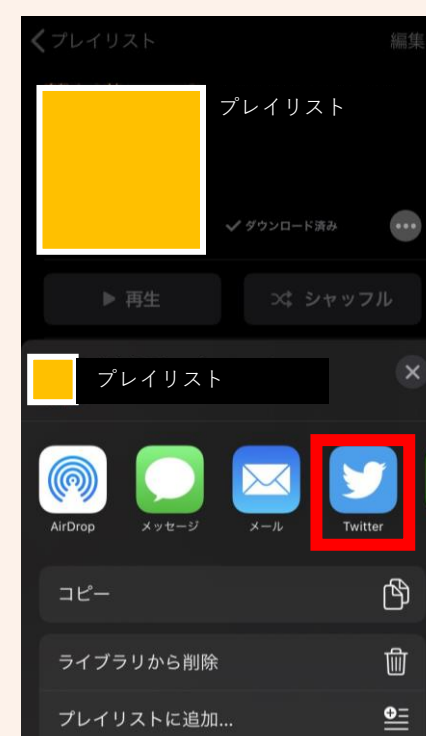 プレイリスト
編集
プレイリスト
ダウンロード済み
再生
シャッフル
プレイリスト
AirDrop
メッセージ
メール
Twitter
コピー
ライブラリから削除
プレイリストに追加...